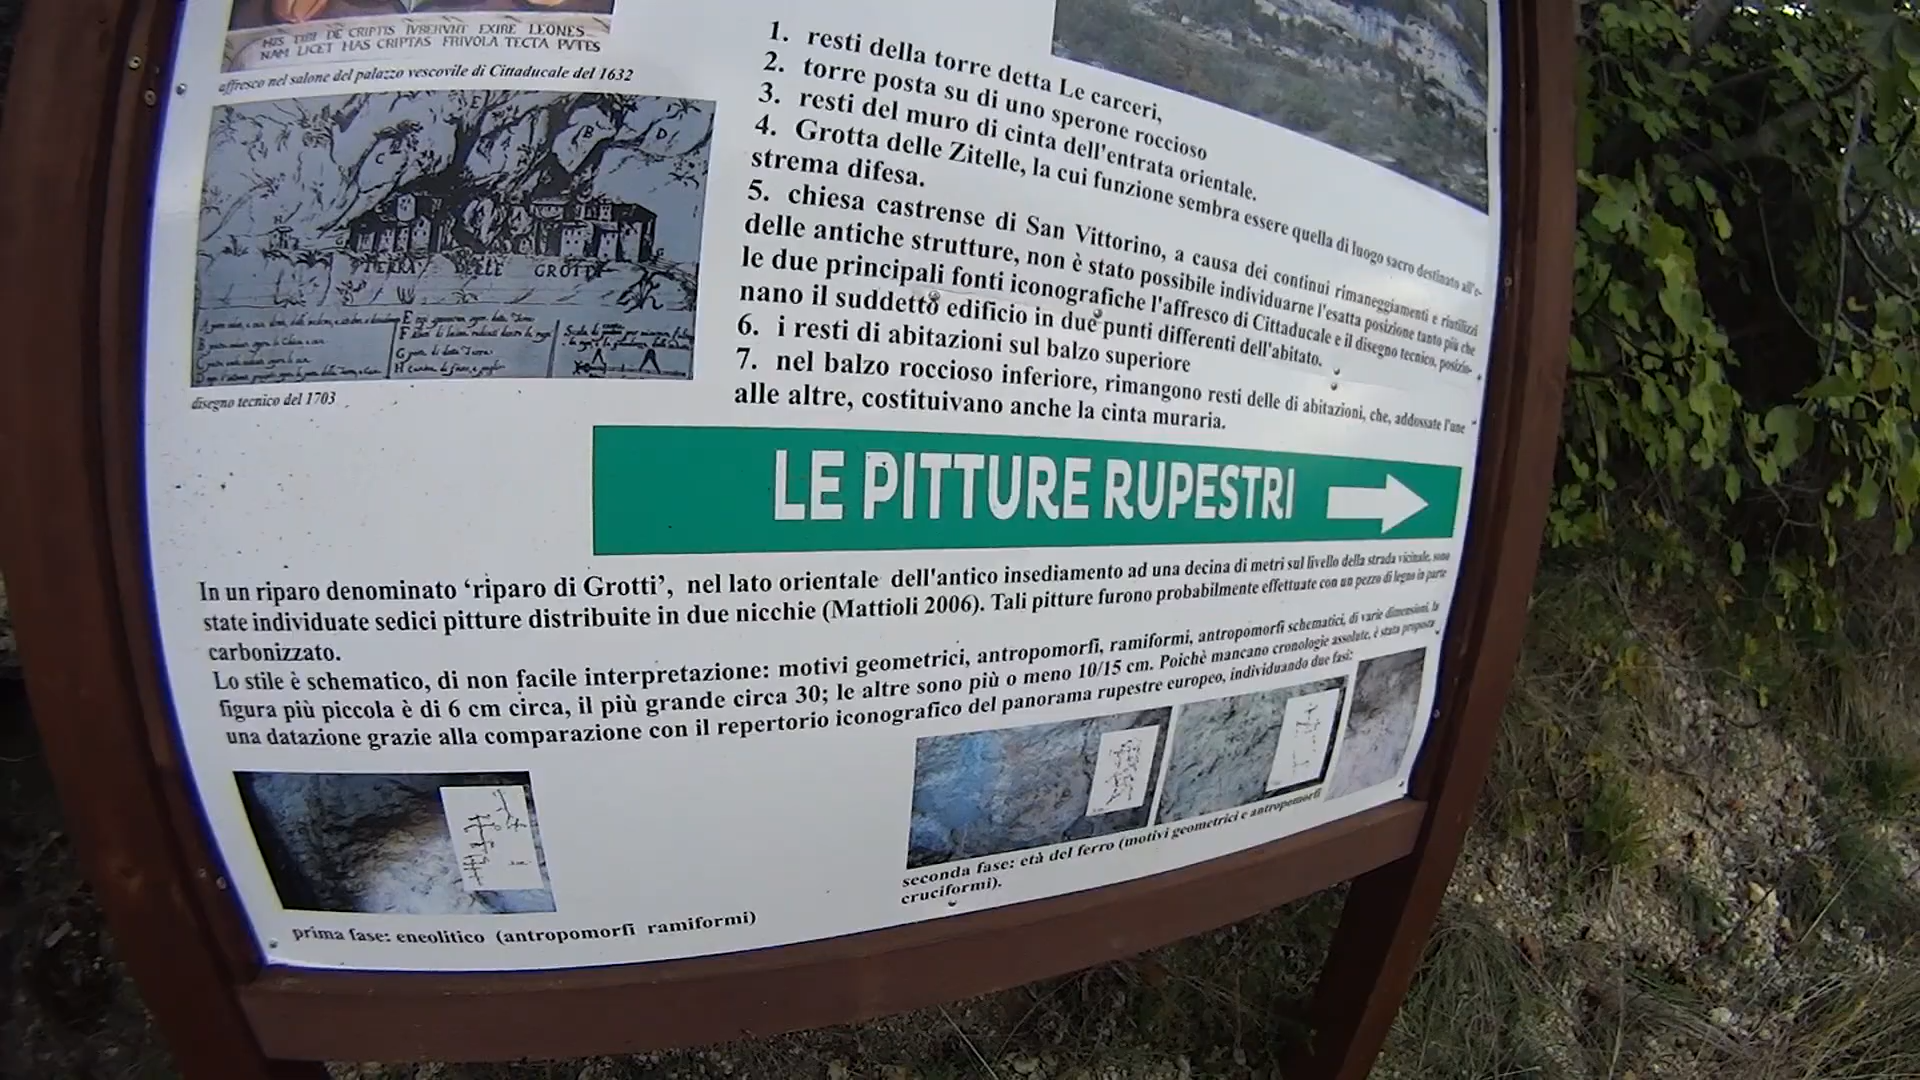 HIS TIBI DE CRIPTIS IVBERVNT EXIRE LEONES
NAM LICET HAS CRIPTAS FRIVOLA TECTA PVTES
affresco nel salone del palazzo vescovile di Cittaducale del 1632
TERRA DELLE GROTTE
disegno tecnico del 1703
1. resti della torre detta Le carceri,
2. torre posta su di uno sperone roccioso
3. resti del muro di cinta dell'entrata orientale.
4. Grotta delle Zitelle, la cui funzione sembra essere quella di luogo sacro destinato all'e-
strema difesa.
5. chiesa castrense di San Vittorino, a causa dei continui rimaneggiamenti e riutilizzi
delle antiche strutture, non è stato possibile individuarne l'esatta posizione tanto più che
le due principali fonti iconografiche l'affresco di Cittaducale e il disegno tecnico, posizio-
nano il suddetto edificio in due punti differenti dell'abitato.
6. i resti di abitazioni sul balzo superiore
7. nel balzo roccioso inferiore, rimangono resti delle di abitazioni, che, addossate l'une
alle altre, costituivano anche la cinta muraria.
LE PITTURE RUPESTRI
In un riparo denominato ‘riparo di Grotti’, nel lato orientale dell'antico insediamento ad una decina di metri sul livello della strada vicinale, sono
state individuate sedici pitture distribuite in due nicchie (Mattioli 2006). Tali pitture furono probabilmente effettuate con un pezzo di legno in parte
carbonizzato.
Lo stile è schematico, di non facile interpretazione: motivi geometrici, antropomorfi, ramiformi, antropomorfi schematici, di varie dimensioni, la
figura più piccola è di 6 cm circa, il più grande circa 30; le altre sono più o meno 10/15 cm. Poichè mancano cronologie assolute, è stata proposta
una datazione grazie alla comparazione con il repertorio iconografico del panorama rupestre europeo, individuando due fasi:
prima fase: eneolitico (antropomorfi ramiformi)
seconda fase: età del ferro (motivi geometrici e antropomorfi
cruciformi).